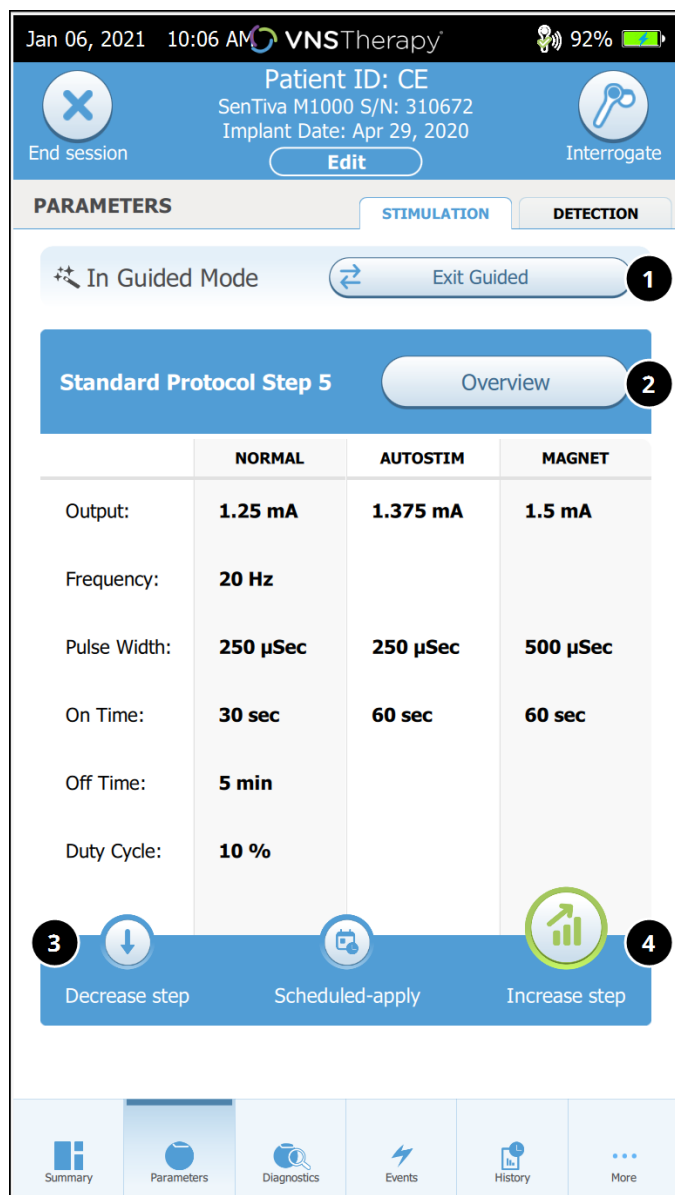 Jan 06, 2021 10:06 AM VNSTherapy 92%
Patient ID: CE
SenTiva M1000 S/N: 310672
Implant Date: Apr 29, 2020
End session Edit Interrogate
PARAMETERS STIMULATION DETECTION
In Guided Mode Exit Guided 1
Standard Protocol Step 5 Overview 2
NORMAL AUTOSTIM MAGNET
Output: 1.25 mA 1.375 mA 1.5 mA
Frequency: 20 Hz
Pulse Width: 250 µSec 250 µSec 500 µSec
On Time: 30 sec 60 sec 60 sec
Off Time: 5 min
Duty Cycle: 10 %
3 4
Decrease step Scheduled-apply Increase step
Summary Parameters Diagnostics Events History More